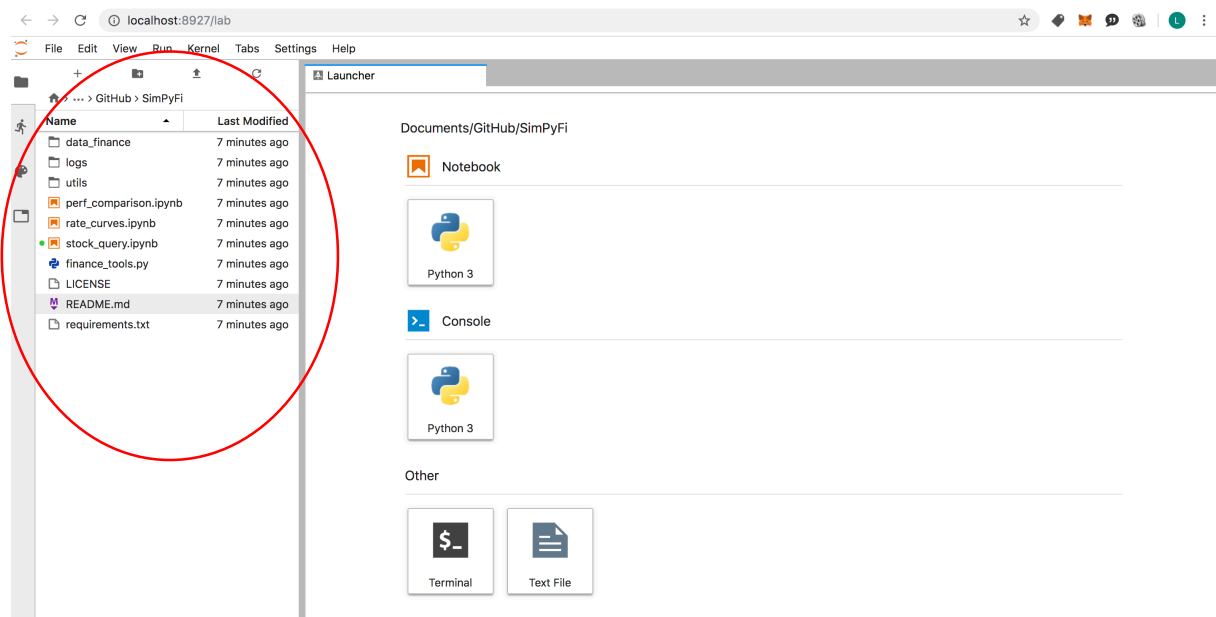 localhost:8927/lab
L
File Edit View Run Kernel Tabs Settings Help
Launcher
… > GitHub > SimPyFi
Name Last Modified
data_finance 7 minutes ago
logs 7 minutes ago
utils 7 minutes ago
perf_comparison.ipynb 7 minutes ago
rate_curves.ipynb 7 minutes ago
stock_query.ipynb 7 minutes ago
finance_tools.py 7 minutes ago
LICENSE 7 minutes ago
M README.md 7 minutes ago
requirements.txt 7 minutes ago
Documents/GitHub/SimPyFi
Notebook
Python 3
>_ Console
Python 3
Other
$_
Terminal Text File